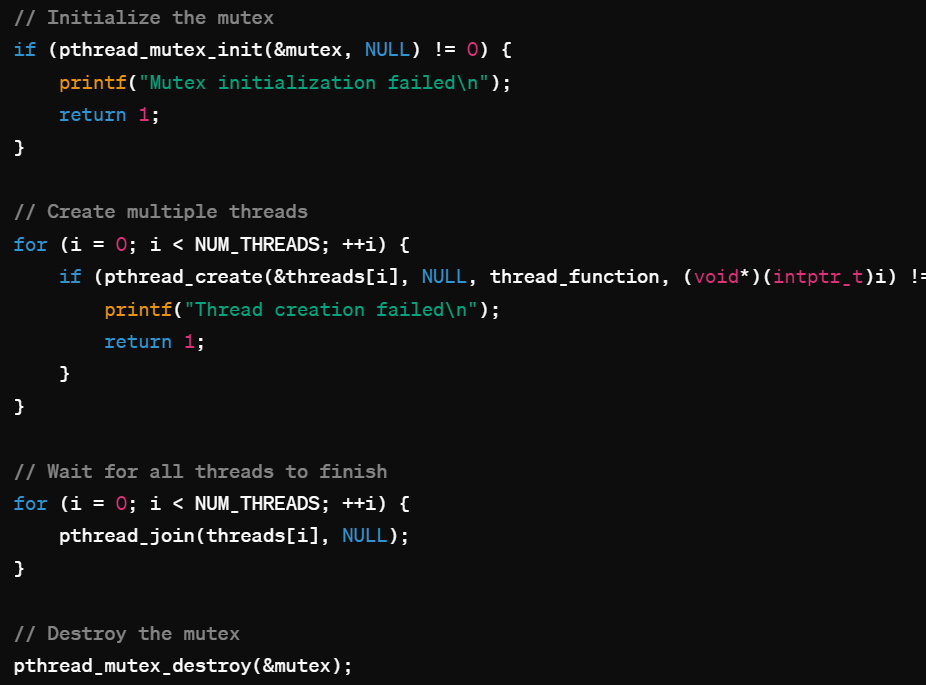 // Initialize the mutex
if (pthread_mutex_init(&mutex, NULL) != 0) {
    printf("Mutex initialization failed\n");
    return 1;
}

// Create multiple threads
for (i = 0; i < NUM_THREADS; ++i) {
    if (pthread_create(&threads[i], NULL, thread_function, (void*)(intptr_t)i) !=
        printf("Thread creation failed\n");
        return 1;
    }
}

// Wait for all threads to finish
for (i = 0; i < NUM_THREADS; ++i) {
    pthread_join(threads[i], NULL);
}

// Destroy the mutex
pthread_mutex_destroy(&mutex);